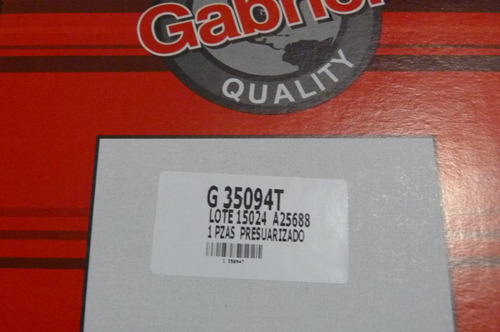 Gabriel
QUALITY
G 35094T
LOTE 15024 A25688
1 PZAS PRESUARIZADO